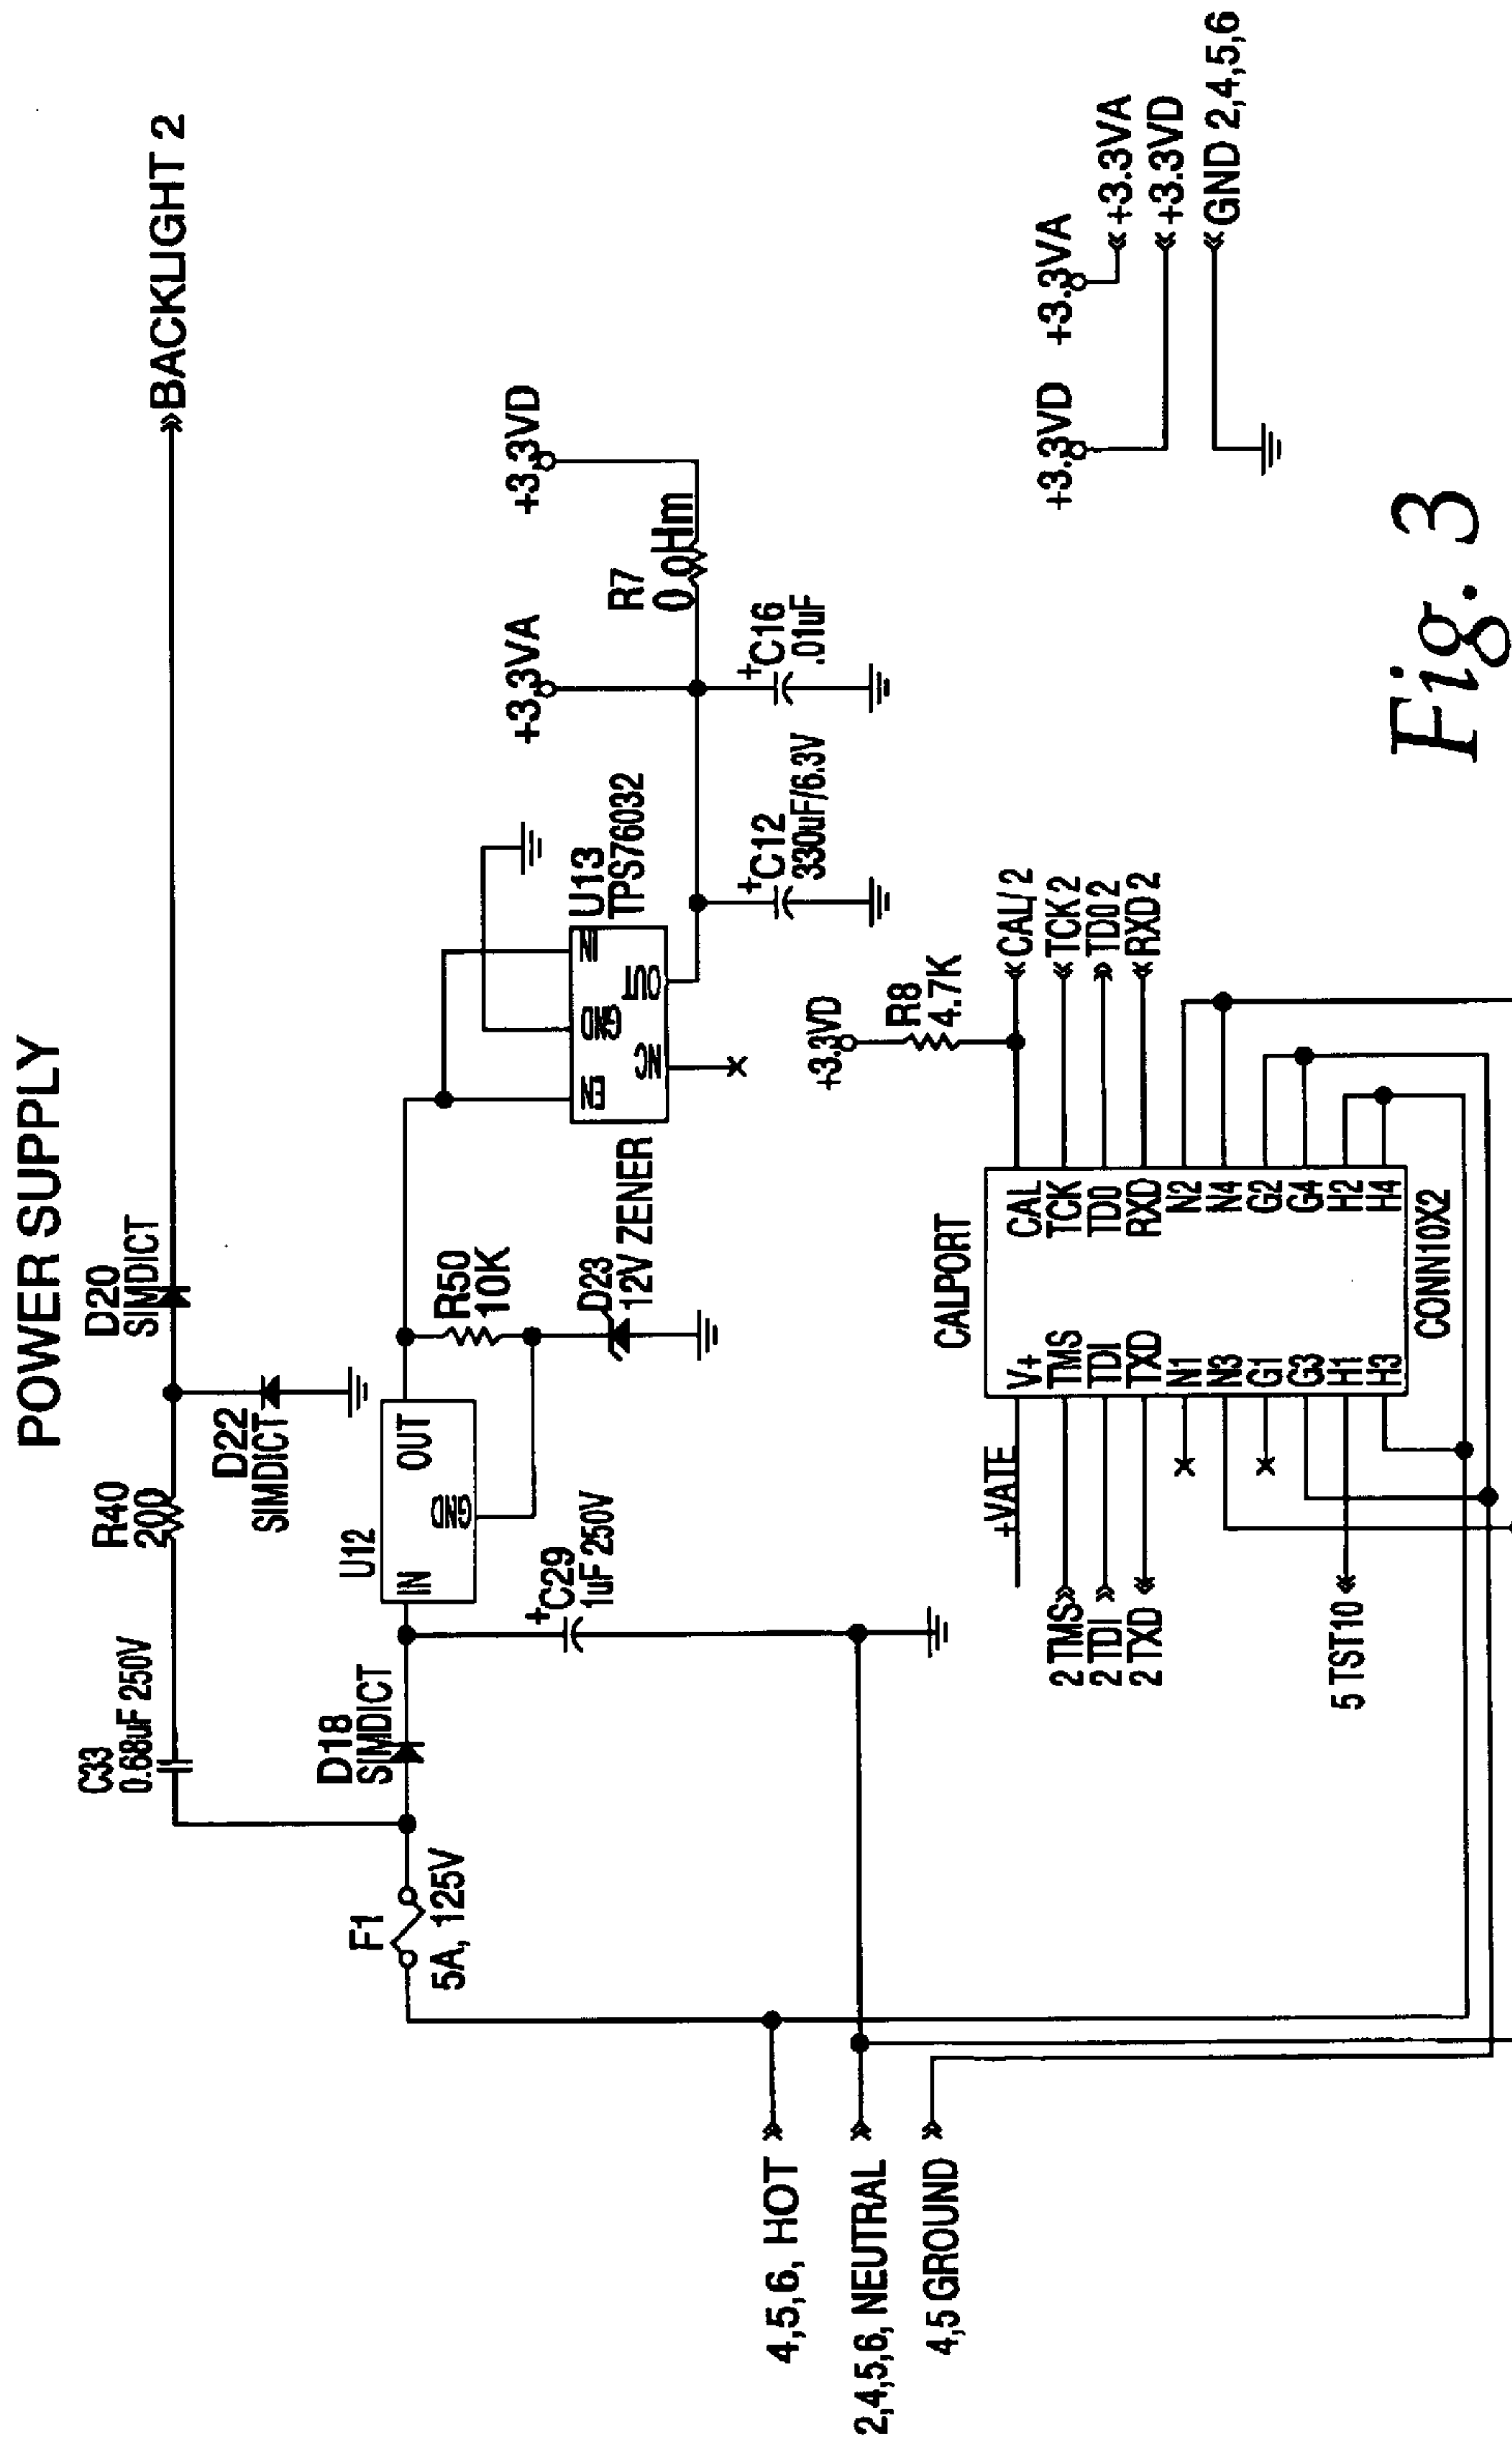 POWER SUPPLY
BACKLIGHT 2
D20
SIMDICT
R40
200
D22
SIMDICT
C33
0.68uF 250V
U12
IN
OUT
GND
R50
10K
D23
12V ZENER
D18
SIMDICT
+
C29
1uF 250V
F1
5A, 125V
U13
TPS76032
EN
GND
IN
NC
OUT
+3.3VA
+3.3VD
R7
0 oHm
+
C12
330uF/6.3V
+
C16
.01uF
+3.3VD
+3.3VA
+3.3VA
+3.3VD
GND 2,4,5,6
4,5,6, HOT
2,4,5,6, NEUTRAL
4,5 GROUND
+3.3VD
R8
4.7K
CALPORT
+VATE
V+
CAL
CAL/ 2
2 TMS
TMS
TCK
TCK 2
2 TDI
TDI
TD0
TD0 2
2 TXD
TXD
RXD
RXD 2
N1
N2
N3
N4
G1
G2
G3
G4
5 TST10
H1
H2
H3
H4
CONN10X2
Fig. 3